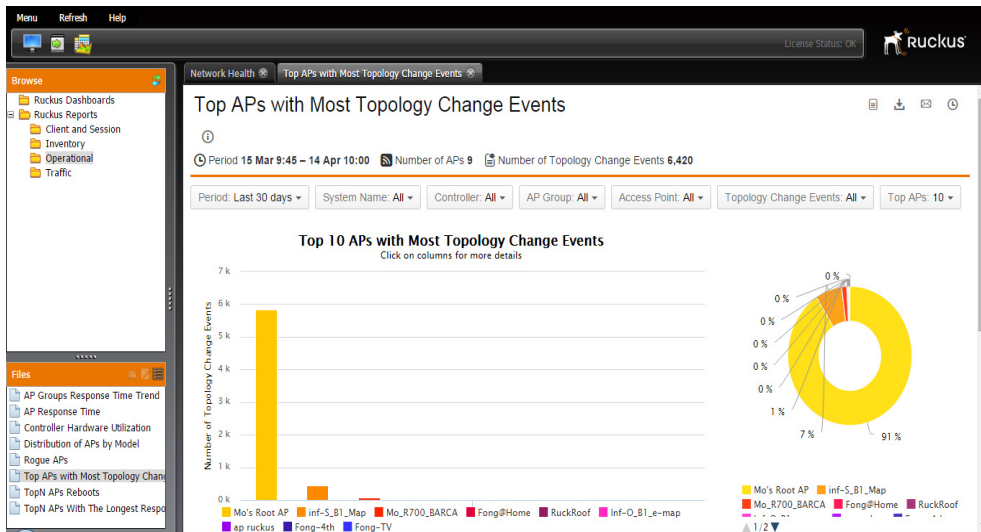 Menu Refresh Help
License Status: OK
Ruckus
Browse
Ruckus Dashboards
Ruckus Reports
Client and Session
Inventory
Operational
Traffic
Files
AP Groups Response Time Trend
AP Response Time
Controller Hardware Utilization
Distribution of APs by Model
Rogue APs
Top APs with Most Topology Chang
TopN APs Reboots
TopN APs With The Longest Respo
Network Health
Top APs with Most Topology Change Events
Top APs with Most Topology Change Events
Period 15 Mar 9:45 – 14 Apr 10:00 Number of APs 9 Number of Topology Change Events 6,420
Period: Last 30 days System Name: All Controller: All AP Group: All Access Point: All Topology Change Events: All Top APs: 10
Top 10 APs with Most Topology Change Events
Click on columns for more details
Number of Topology Change Events
7 k
6 k
5 k
4 k
3 k
2 k
1 k
0 k
Mo's Root AP inf-S_B1_Map Mo_R700_BARCA Fong@Home RuckRoof Inf-O_B1_e-map
ap ruckus Fong-4th Fong-TV
0 %
0 %
0 %
0 %
0 %
0 %
1 %
7 %
91 %
Mo's Root AP inf-S_B1_Map
Mo_R700_BARCA Fong@Home RuckRoof
1/2